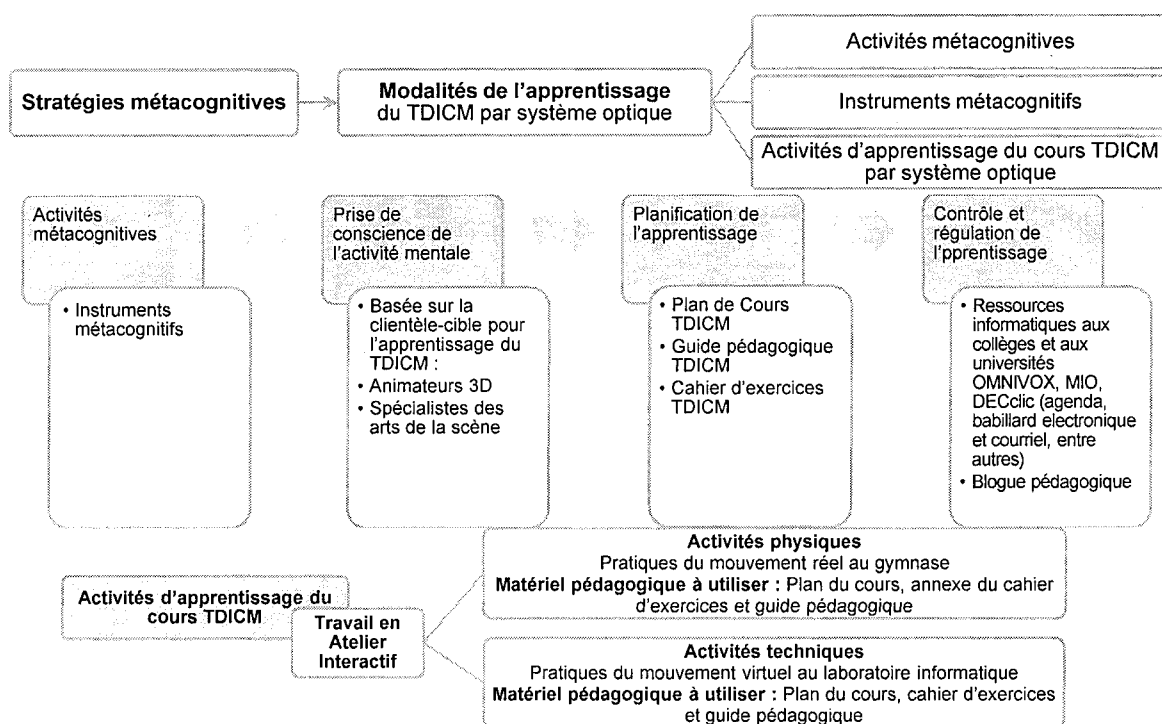 Activités métacognitives
Stratégies métacognitives
Modalités de l'apprentissage
du TDICM par système optique
Instruments métacognitifs
Activités d'apprentissage du cours TDICM
par système optique
Activités
métacognitives
• Instruments
métacognitifs
Prise de
conscience de
l'activité mentale
• Basée sur la
clientèle-cible pour
l'apprentissage du
TDICM :
• Animateurs 3D
• Spécialistes des
arts de la scène
Planification de
l'apprentissage
• Plan de Cours
TDICM
• Guide pédagogique
TDICM
• Cahier d'exercices
TDICM
Contrôle et
régulation de
l'pprentissage
• Ressources
informatiques aux
collèges et aux
universités
OMNIVOX, MIO,
DECclic (agenda,
babillard electronique
et courriel, entre
autres)
• Blogue pédagogique
Activités d'apprentissage du
cours TDICM
Travail en
Atelier
Interactif
Activités physiques
Pratiques du mouvement réel au gymnase
Matériel pédagogique à utiliser : Plan du cours, annexe du cahier
d'exercices et guide pédagogique
Activités techniques
Pratiques du mouvement virtuel au laboratoire informatique
Matériel pédagogique à utiliser : Plan du cours, cahier d'exercices
et guide pédagogique